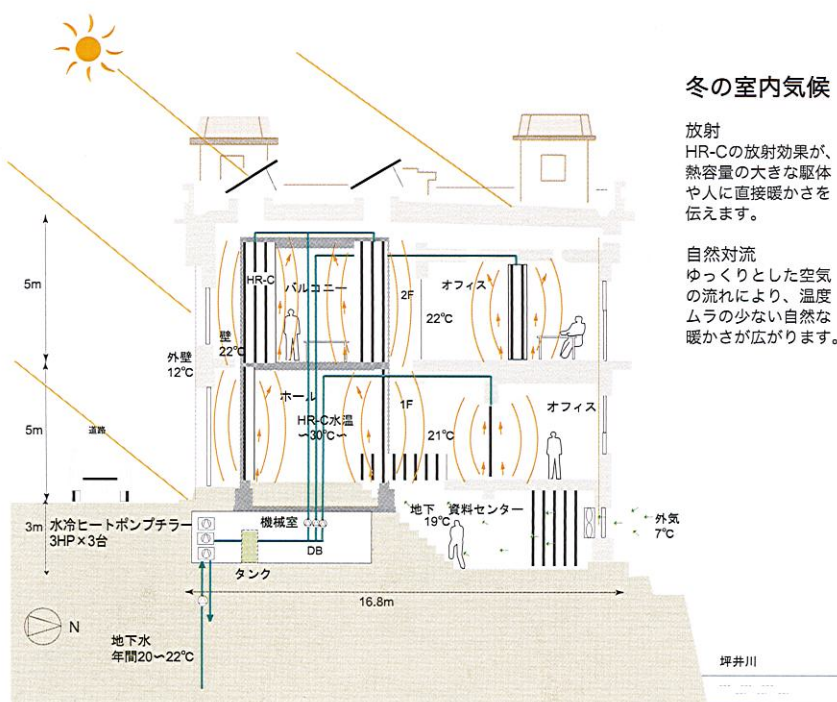 冬の室内気候
放射
HR-Cの放射効果が、
熱容量の大きな駆体
や人に直接暖かさを
伝えます。
自然対流
ゆっくりとした空気
の流れにより、温度
ムラの少ない自然な
暖かさが広がります。
5m
HR-C
バルコニー
2F
オフィス
22℃
壁
22℃
外壁
12℃
5m
道路
ホール
HR-C水温
〜30℃〜
1F
21℃
オフィス
3m
水冷ヒートポンプチラー
3HP×3台
機械室
DB
タンク
地下 資料センター
19℃
外気
7℃
16.8m
N
地下水
年間20〜22℃
坪井川